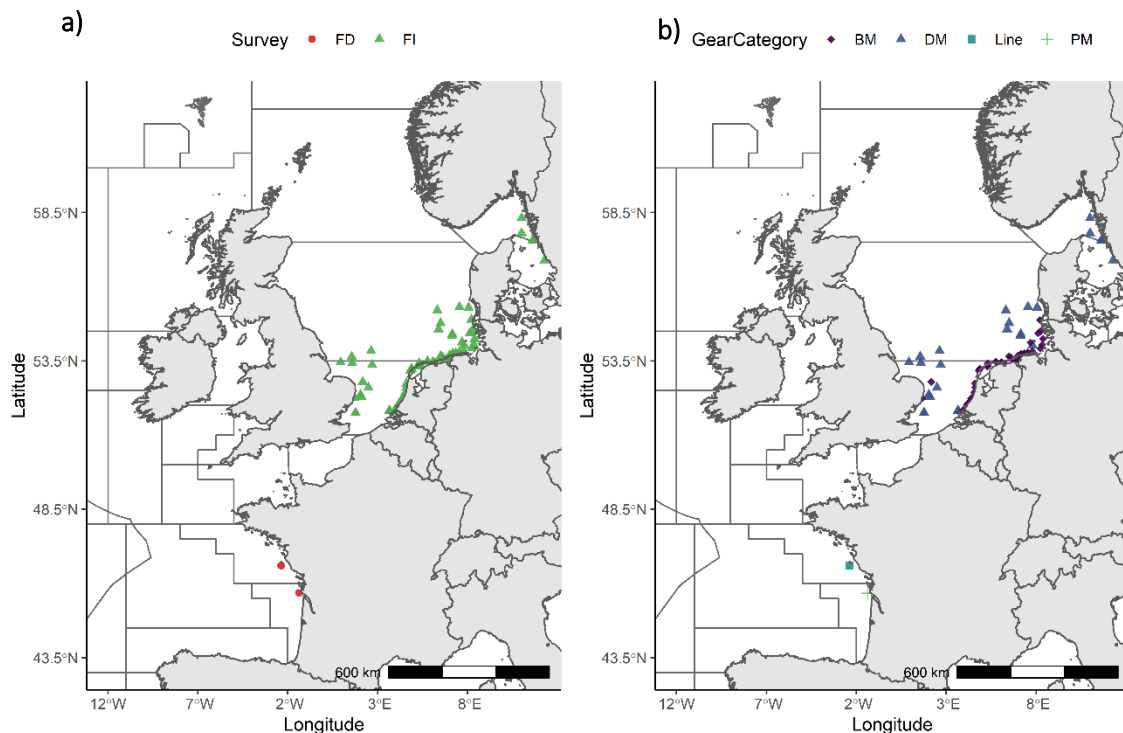 a)
Survey FD FI
58.5°N
53.5°N
48.5°N
43.5°N
Latitude
600 km
12°W 7°W 2°W 3°E 8°E
Longitude
b)
GearCategory BM DM Line PM
58.5°N
53.5°N
48.5°N
43.5°N
Latitude
600 km
12°W 7°W 2°W 3°E 8°E
Longitude